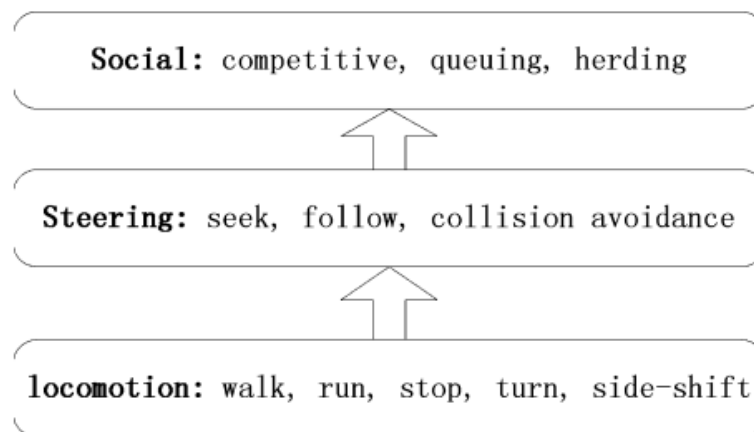 Social: competitive, queuing, herding
Steering: seek, follow, collision avoidance
locomotion: walk, run, stop, turn, side-shift